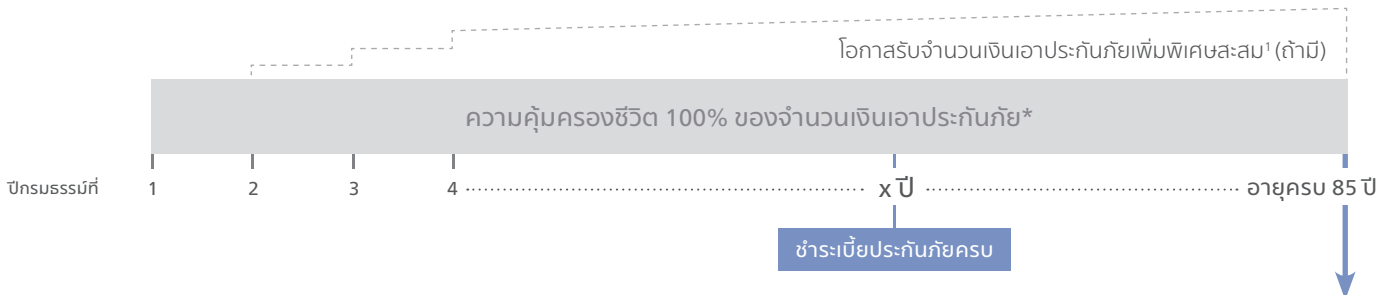 โอกาสรับจำนวนเงินเอาประกันภัยเพิ่มพิเศษสะสม¹ (ถ้ามี)
ความคุ้มครองชีวิต 100% ของจำนวนเงินเอาประกันภัย*
ปีกรมธรรม์ที่ 1 2 3 4 x ปี อายุครบ 85 ปี
ชำระเบี้ยประกันภัยครบ